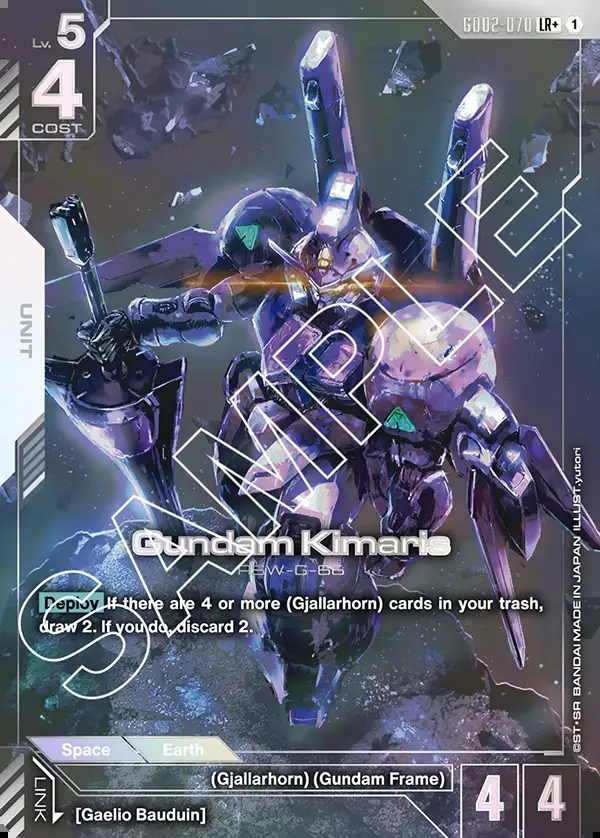 Lv. 5
4
COST
GD02-070 LR+ 1
UNIT
SAMPLE
Gundam Kimaris
ASW-G-66
Deploy If there are 4 or more (Gjallarhorn) cards in your trash,
draw 2. If you do, discard 2.
©ST・SR BANDAI MADE IN JAPAN ILLUST.yutori
Space Earth
(Gjallarhorn) (Gundam Frame)
LINK
[Gaelio Bauduin]
4 4